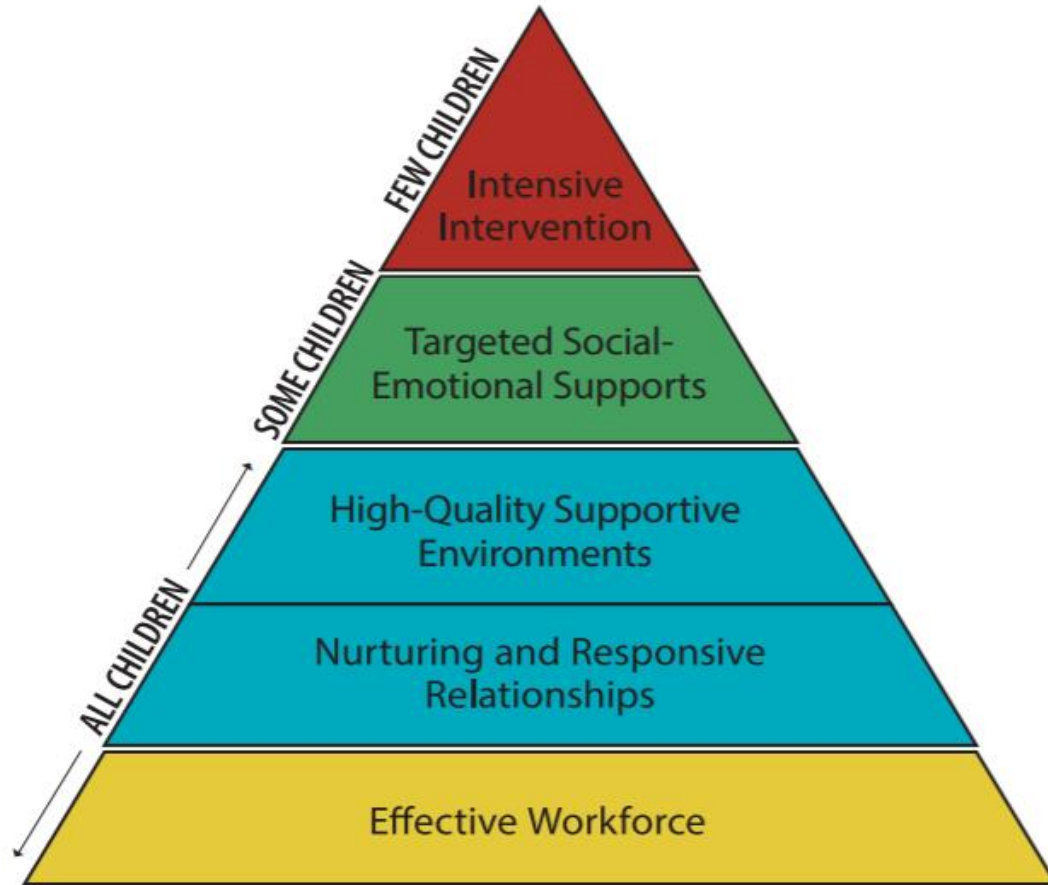 FEW CHILDREN
Intensive
Intervention
SOME CHILDREN
Targeted Social-
Emotional Supports
High-Quality Supportive
Environments
ALL CHILDREN
Nurturing and Responsive
Relationships
Effective Workforce